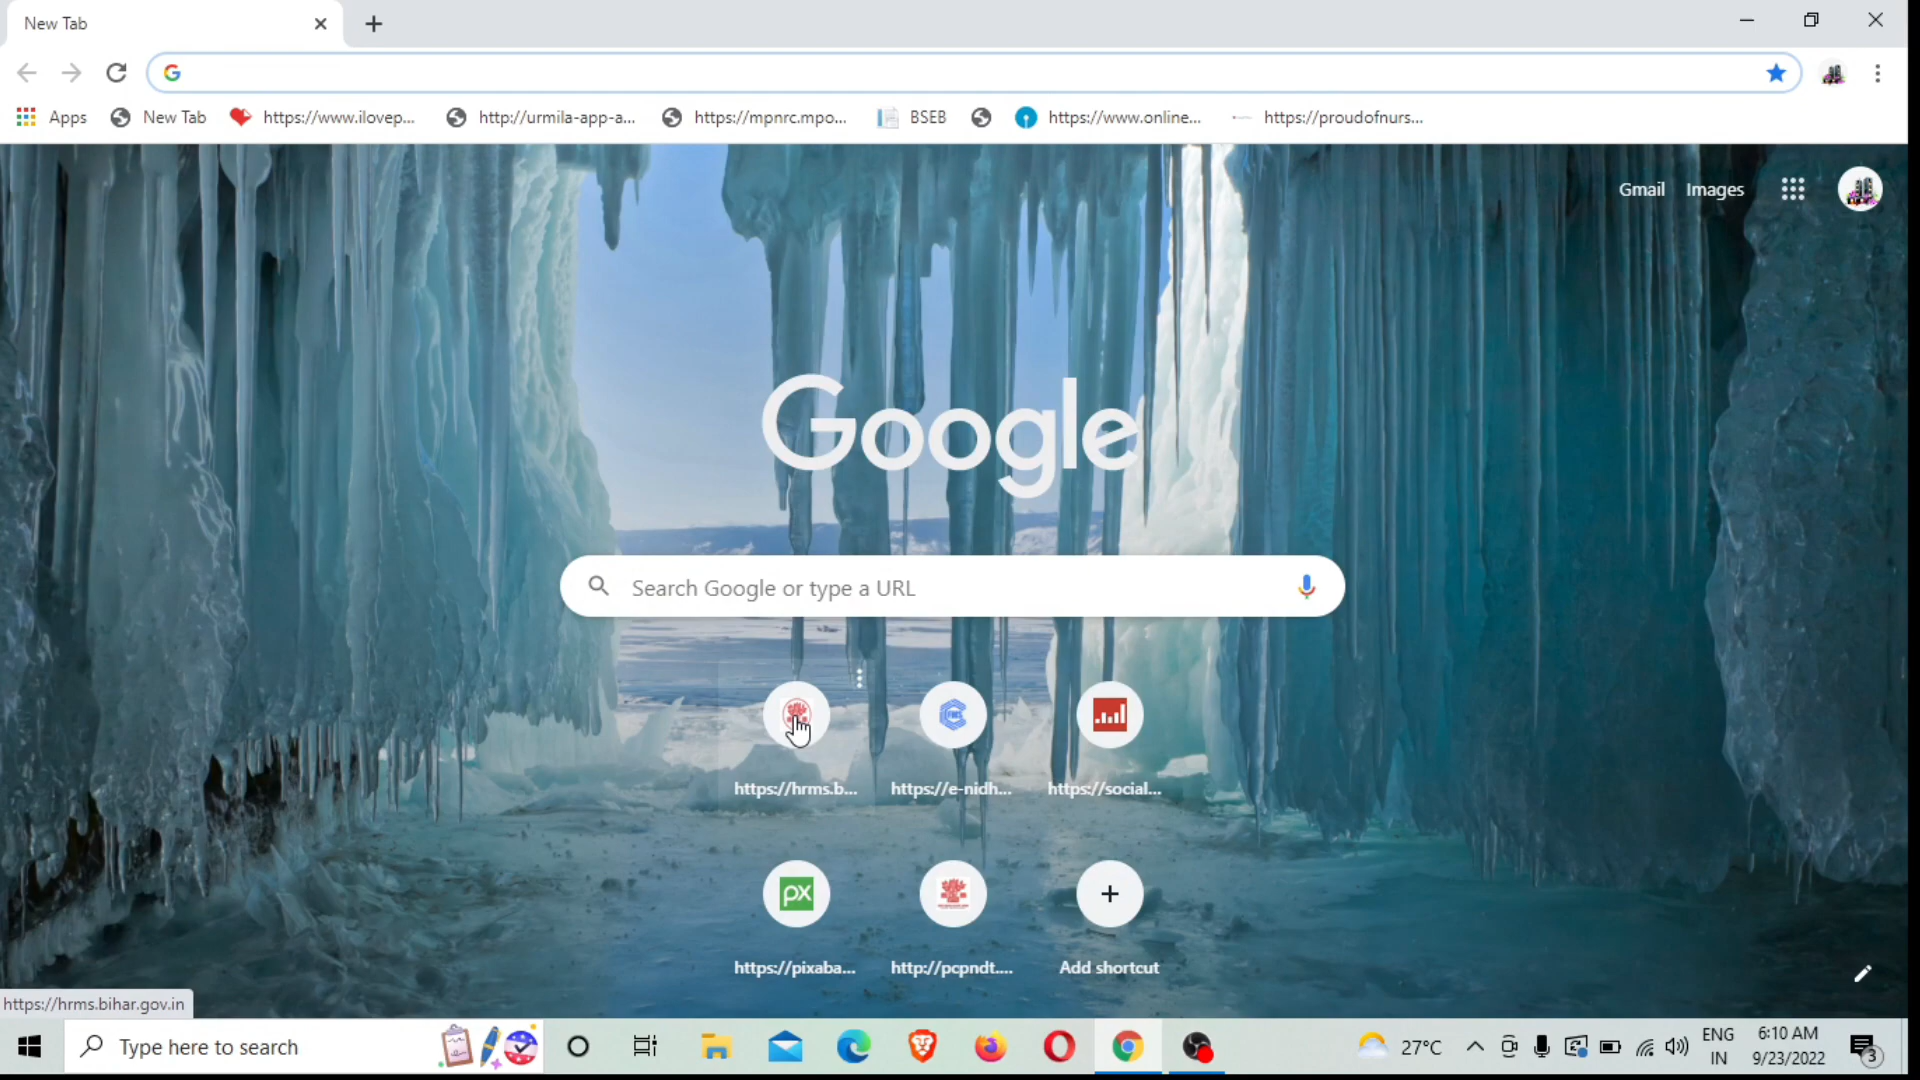 New Tab
Apps New Tab https://www.ilovep... http://urmila-app-a... https://mpnrc.mpo... BSEB https://www.online... https://proudofnurs...
Gmail Images
Google
Search Google or type a URL
https://hrms.b... https://e-nidh... https://social...
px
https://pixaba... http://pcpndt.... Add shortcut
https://hrms.bihar.gov.in
Type here to search
27°C
ENG
IN
6:10 AM
9/23/2022
3